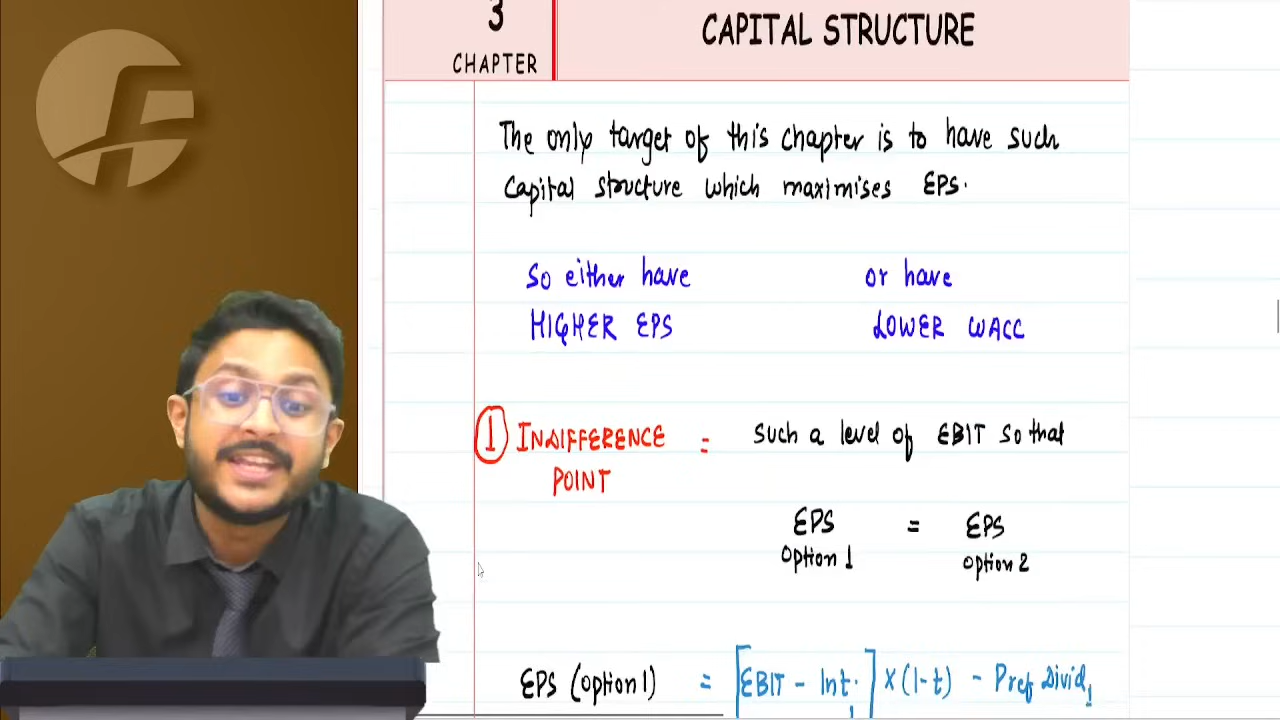 3
CHAPTER
CAPITAL STRUCTURE
The only target of this chapter is to have such
Capital structure which maximises EPS.
So either have
HIGHER EPS
or have
LOWER WACC
1 INDIFFERENCE POINT = Such a level of EBIT so that
EPS = EPS
Option 1 Option 2
EPS (option 1) = [EBIT - Int.1] X (1-t) - Pref Divid1